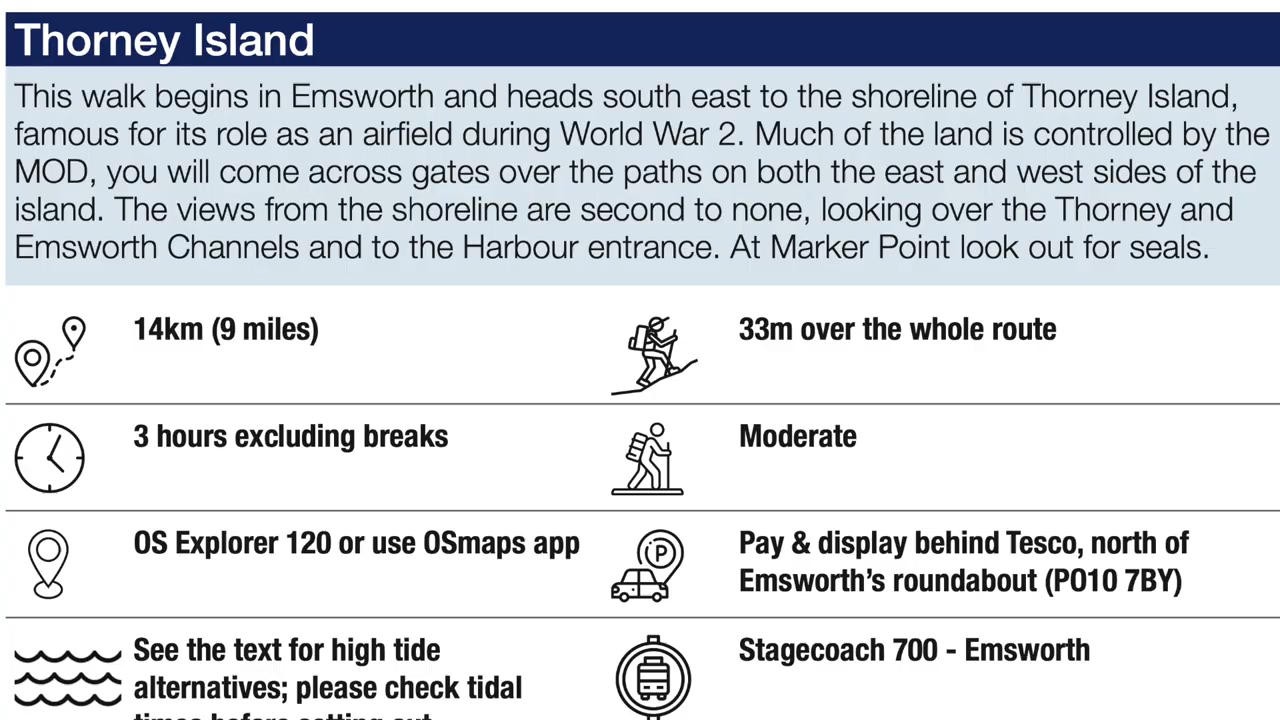 Thorney Island
This walk begins in Emsworth and heads south east to the shoreline of Thorney Island,
famous for its role as an airfield during World War 2. Much of the land is controlled by the
MOD, you will come across gates over the paths on both the east and west sides of the
island. The views from the shoreline are second to none, looking over the Thorney and
Emsworth Channels and to the Harbour entrance. At Marker Point look out for seals.
14km (9 miles)
33m over the whole route
3 hours excluding breaks
Moderate
OS Explorer 120 or use OSmaps app
P
Pay & display behind Tesco, north of
Emsworth’s roundabout (PO10 7BY)
See the text for high tide
alternatives; please check tidal
times before setting out
Stagecoach 700 - Emsworth